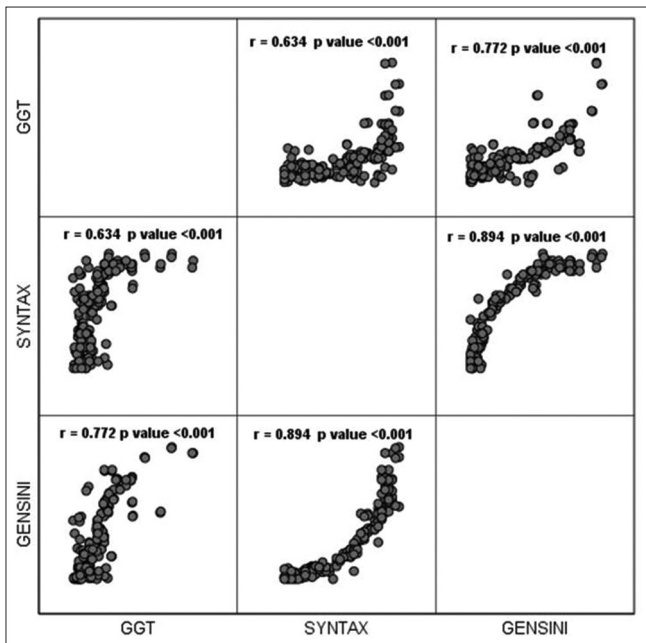 r = 0.634 p value <0.001
r = 0.772 p value <0.001
GGT
r = 0.634 p value <0.001
r = 0.894 p value <0.001
SYNTAX
r = 0.772 p value <0.001
r = 0.894 p value <0.001
GENSINI
GGT
SYNTAX
GENSINI